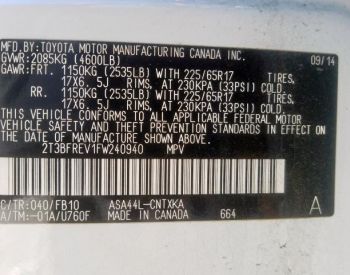 MFD. BY: TOYOTA MOTOR MANUFACTURING CANADA INC.
GVWR: 2085KG (4600LB) 09/14
GAWR: FRT. 1150KG (2535LB) WITH 225/65R17 TIRES,
17X6.5J RIMS, AT 230KPA (33PSI) COLD
RR. 1150KG (2535LB) WITH 225/65R17 TIRES,
17X6.5J RIMS, AT 230KPA (33PSI) COLD
THIS VEHICLE CONFORMS TO ALL APPLICABLE FEDERAL MOTOR
VEHICLE SAFETY STANDARDS IN EFFECT ON THE DATE OF
MANUFACTURE SHOWN ABOVE.
2T3BFREV1FW240940 MPV
C/TR:040/FB10 ASA44L-CNTXKA A
A/TM:-01A/U760F MADE IN CANADA 664